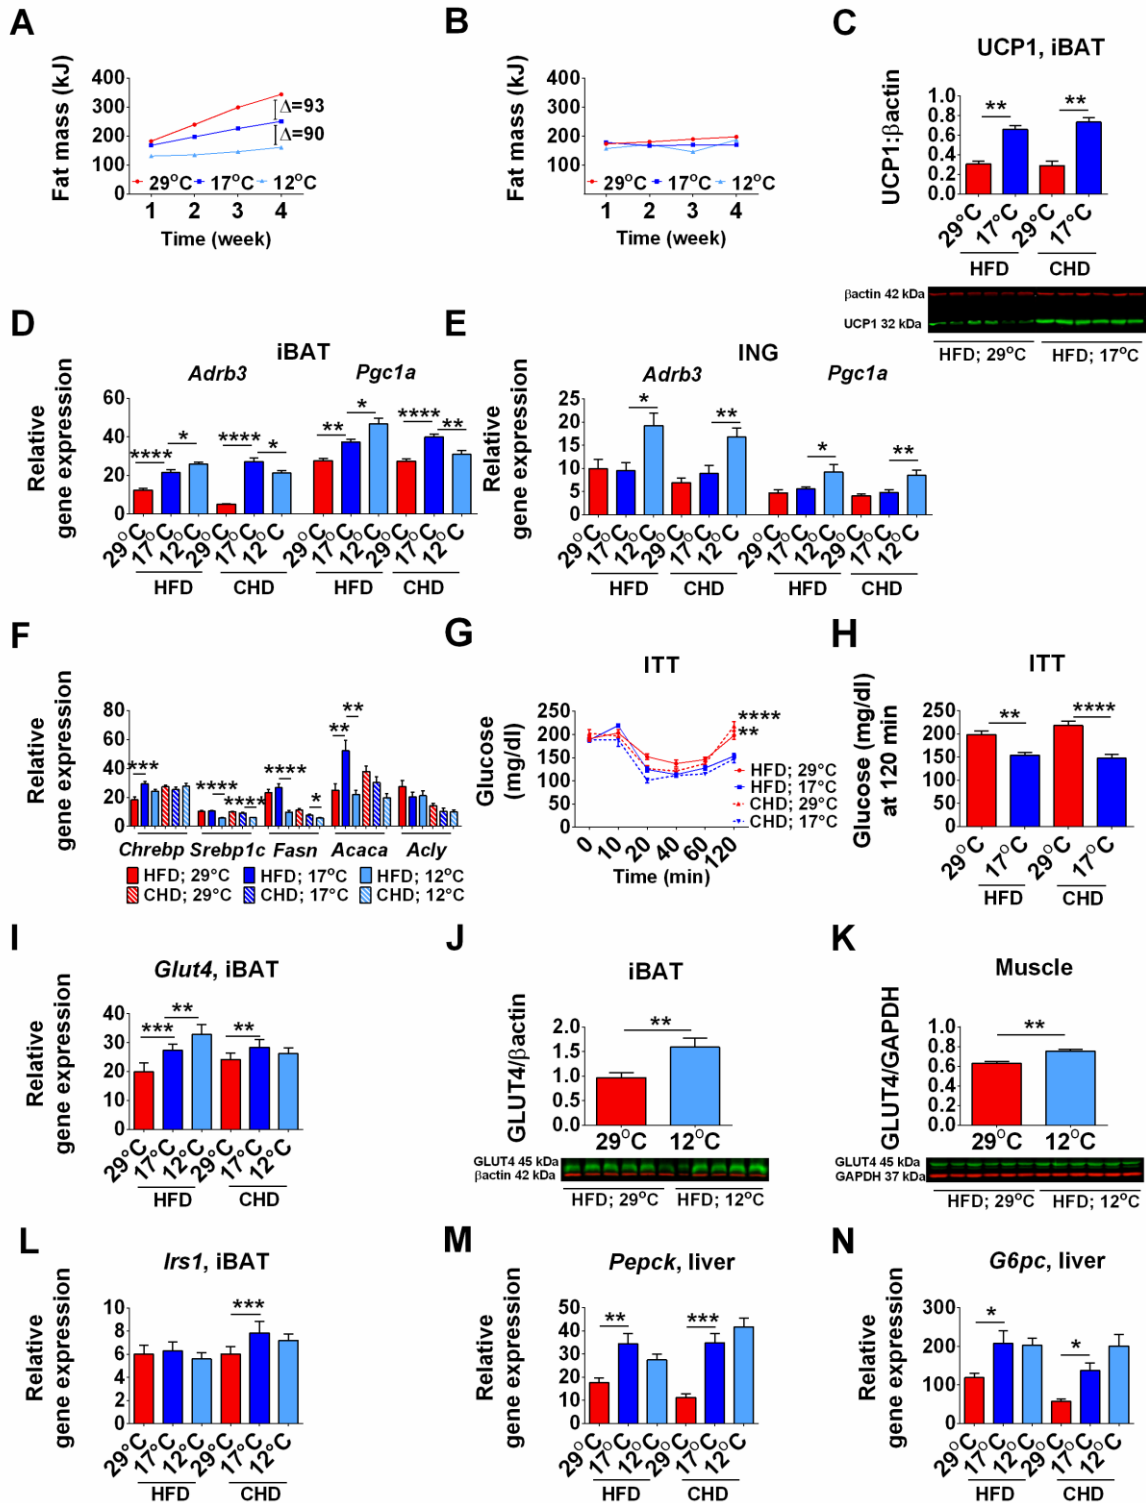 A
Fat mass (kJ)
400
300
200
100
0
Δ=93
Δ=90
29°C 17°C 12°C
1 2 3 4
Time (week)
B
Fat mass (kJ)
400
300
200
100
0
29°C 17°C 12°C
1 2 3 4
Time (week)
C
UCP1, iBAT
UCP1:βactin
1.0
0.8
0.6
0.4
0.2
0.0
** **
29°C 17°C 29°C 17°C
HFD CHD
βactin 42 kDa
UCP1 32 kDa
HFD; 29°C HFD; 17°C
D
iBAT
Adrb3 Pgc1a
Relative
gene expression
60
40
20
0
**** * **** * ** * **** **
29°C 17°C 12°C 29°C 17°C 12°C 29°C 17°C 12°C 29°C 17°C 12°C
HFD CHD HFD CHD
E
ING
Adrb3 Pgc1a
Relative
gene expression
25
20
15
10
5
0
* ** * **
29°C 17°C 12°C 29°C 17°C 12°C 29°C 17°C 12°C 29°C 17°C 12°C
HFD CHD HFD CHD
F
Relative
gene expression
80
60
40
20
0
*** **** **** **** * ** **
Chrebp Srebp1c Fasn Acaca Acly
HFD; 29°C HFD; 17°C HFD; 12°C
CHD; 29°C CHD; 17°C CHD; 12°C
G
ITT
Glucose
(mg/dl)
250
200
150
100
50
0
****
**
HFD; 29°C
HFD; 17°C
CHD; 29°C
CHD; 17°C
0 10 20 40 60 120
Time (min)
H
ITT
Glucose (mg/dl)
at 120 min
250
200
150
100
50
0
** ****
29°C 17°C 29°C 17°C
HFD CHD
I
Glut4, iBAT
Relative
gene expression
40
30
20
10
0
*** ** **
29°C 17°C 12°C 29°C 17°C 12°C
HFD CHD
J
iBAT
GLUT4/βactin
2.0
1.5
1.0
0.5
0.0
**
29°C 12°C
GLUT4 45 kDa
βactin 42 kDa
HFD; 29°C HFD; 12°C
K
Muscle
GLUT4/GAPDH
1.0
0.8
0.6
0.4
0.2
0.0
**
29°C 12°C
GLUT4 45 kDa
GAPDH 37 kDa
HFD; 29°C HFD; 12°C
L
Irs1, iBAT
Relative
gene expression
10
8
6
4
2
0
***
29°C 17°C 12°C 29°C 17°C 12°C
HFD CHD
M
Pepck, liver
Relative
gene expression
50
40
30
20
10
0
** ***
29°C 17°C 12°C 29°C 17°C 12°C
HFD CHD
N
G6pc, liver
Relative
gene expression
300
200
100
0
* *
29°C 17°C 12°C 29°C 17°C 12°C
HFD CHD